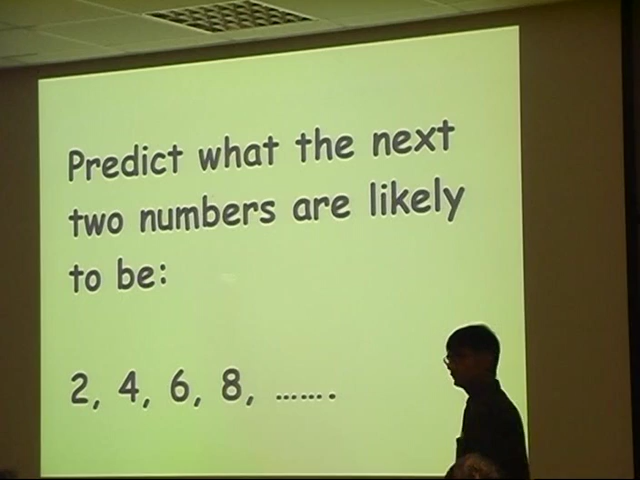 Predict what the next
two numbers are likely
to be:
2, 4, 6, 8, .......